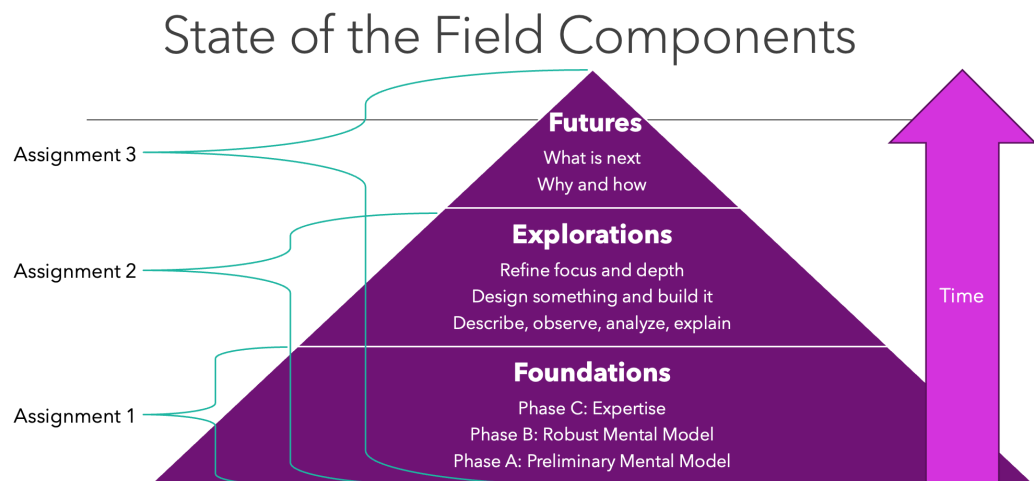 State of the Field Components
Futures
What is next
Why and how
Assignment 3
Explorations
Refine focus and depth
Design something and build it
Describe, observe, analyze, explain
Assignment 2
Foundations
Phase C: Expertise
Phase B: Robust Mental Model
Phase A: Preliminary Mental Model
Assignment 1
Time